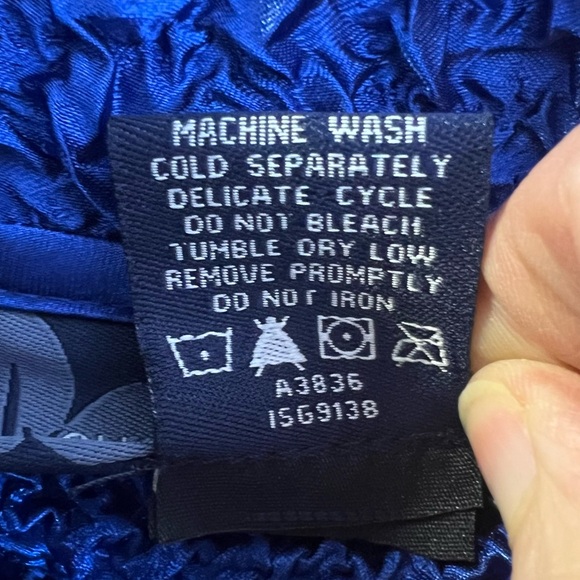 MACHINE WASH
COLD SEPARATELY
DELICATE CYCLE
DO NOT BLEACH
TUMBLE DRY LOW
REMOVE PROMPTLY
DO NOT IRON
A3836
ISG9138